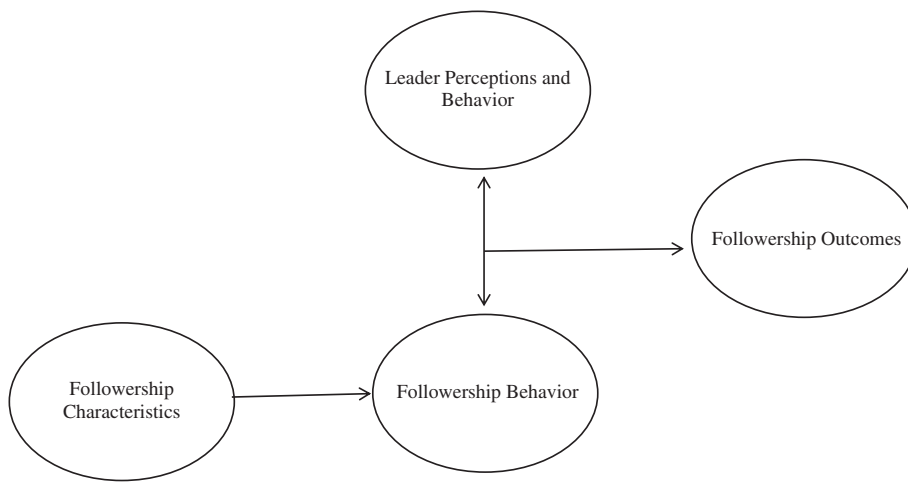 Leader Perceptions and
Behavior
Followership Outcomes
Followership
Characteristics
Followership Behavior